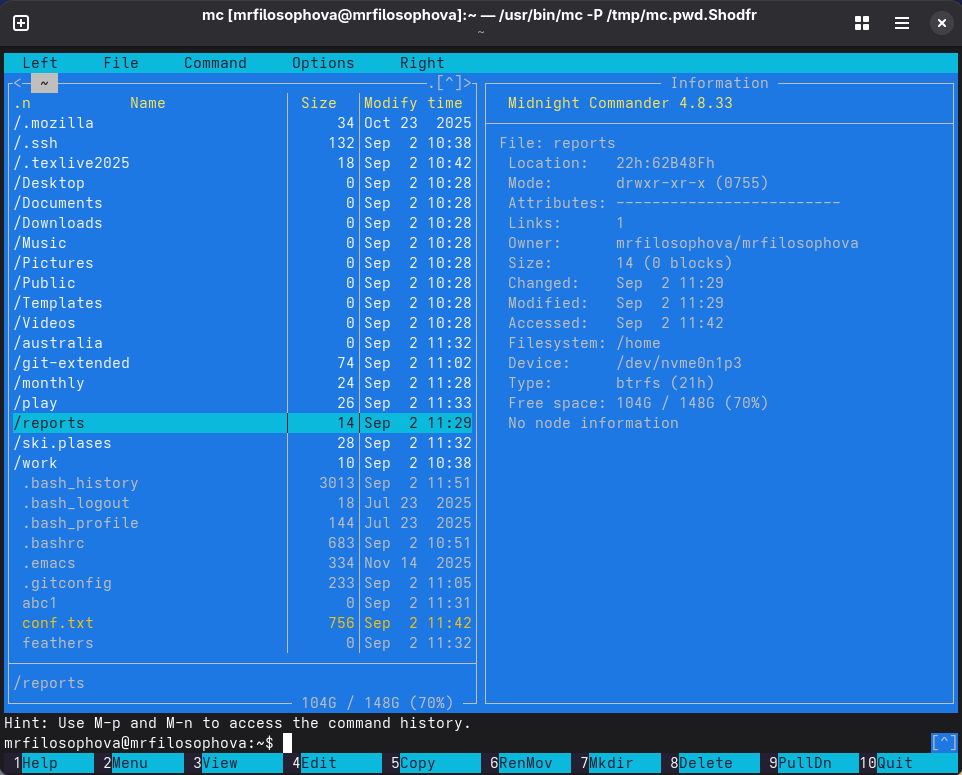 mc [mrfilosophova@mrfilosophova]:~ — /usr/bin/mc -P /tmp/mc.pwd.Shodfr
~
Left File Command Options Right
<- ~ .[^]>
.n Name Size Modify time
/.mozilla 34 Oct 23 2025
/.ssh 132 Sep 2 10:38
/.texlive2025 18 Sep 2 10:42
/Desktop 0 Sep 2 10:28
/Documents 0 Sep 2 10:28
/Downloads 0 Sep 2 10:28
/Music 0 Sep 2 10:28
/Pictures 0 Sep 2 10:28
/Public 0 Sep 2 10:28
/Templates 0 Sep 2 10:28
/Videos 0 Sep 2 10:28
/australia 0 Sep 2 11:32
/git-extended 74 Sep 2 11:02
/monthly 24 Sep 2 11:28
/play 26 Sep 2 11:33
/reports 14 Sep 2 11:29
/ski.plases 28 Sep 2 11:32
/work 10 Sep 2 10:38
.bash_history 3013 Sep 2 11:51
.bash_logout 18 Jul 23 2025
.bash_profile 144 Jul 23 2025
.bashrc 683 Sep 2 10:51
.emacs 334 Nov 14 2025
.gitconfig 233 Sep 2 11:05
abc1 0 Sep 2 11:31
conf.txt 756 Sep 2 11:42
feathers 0 Sep 2 11:32
/reports
104G / 148G (70%)
Information
Midnight Commander 4.8.33
File: reports
Location: 22h:62B48Fh
Mode: drwxr-xr-x (0755)
Attributes: -------------------------
Links: 1
Owner: mrfilosophova/mrfilosophova
Size: 14 (0 blocks)
Changed: Sep 2 11:29
Modified: Sep 2 11:29
Accessed: Sep 2 11:42
Filesystem: /home
Device: /dev/nvme0n1p3
Type: btrfs (21h)
Free space: 104G / 148G (70%)
No node information
Hint: Use M-p and M-n to access the command history.
mrfilosophova@mrfilosophova:~$ [^]
1Help 2Menu 3View 4Edit 5Copy 6RenMov 7Mkdir 8Delete 9PullDn 10Quit